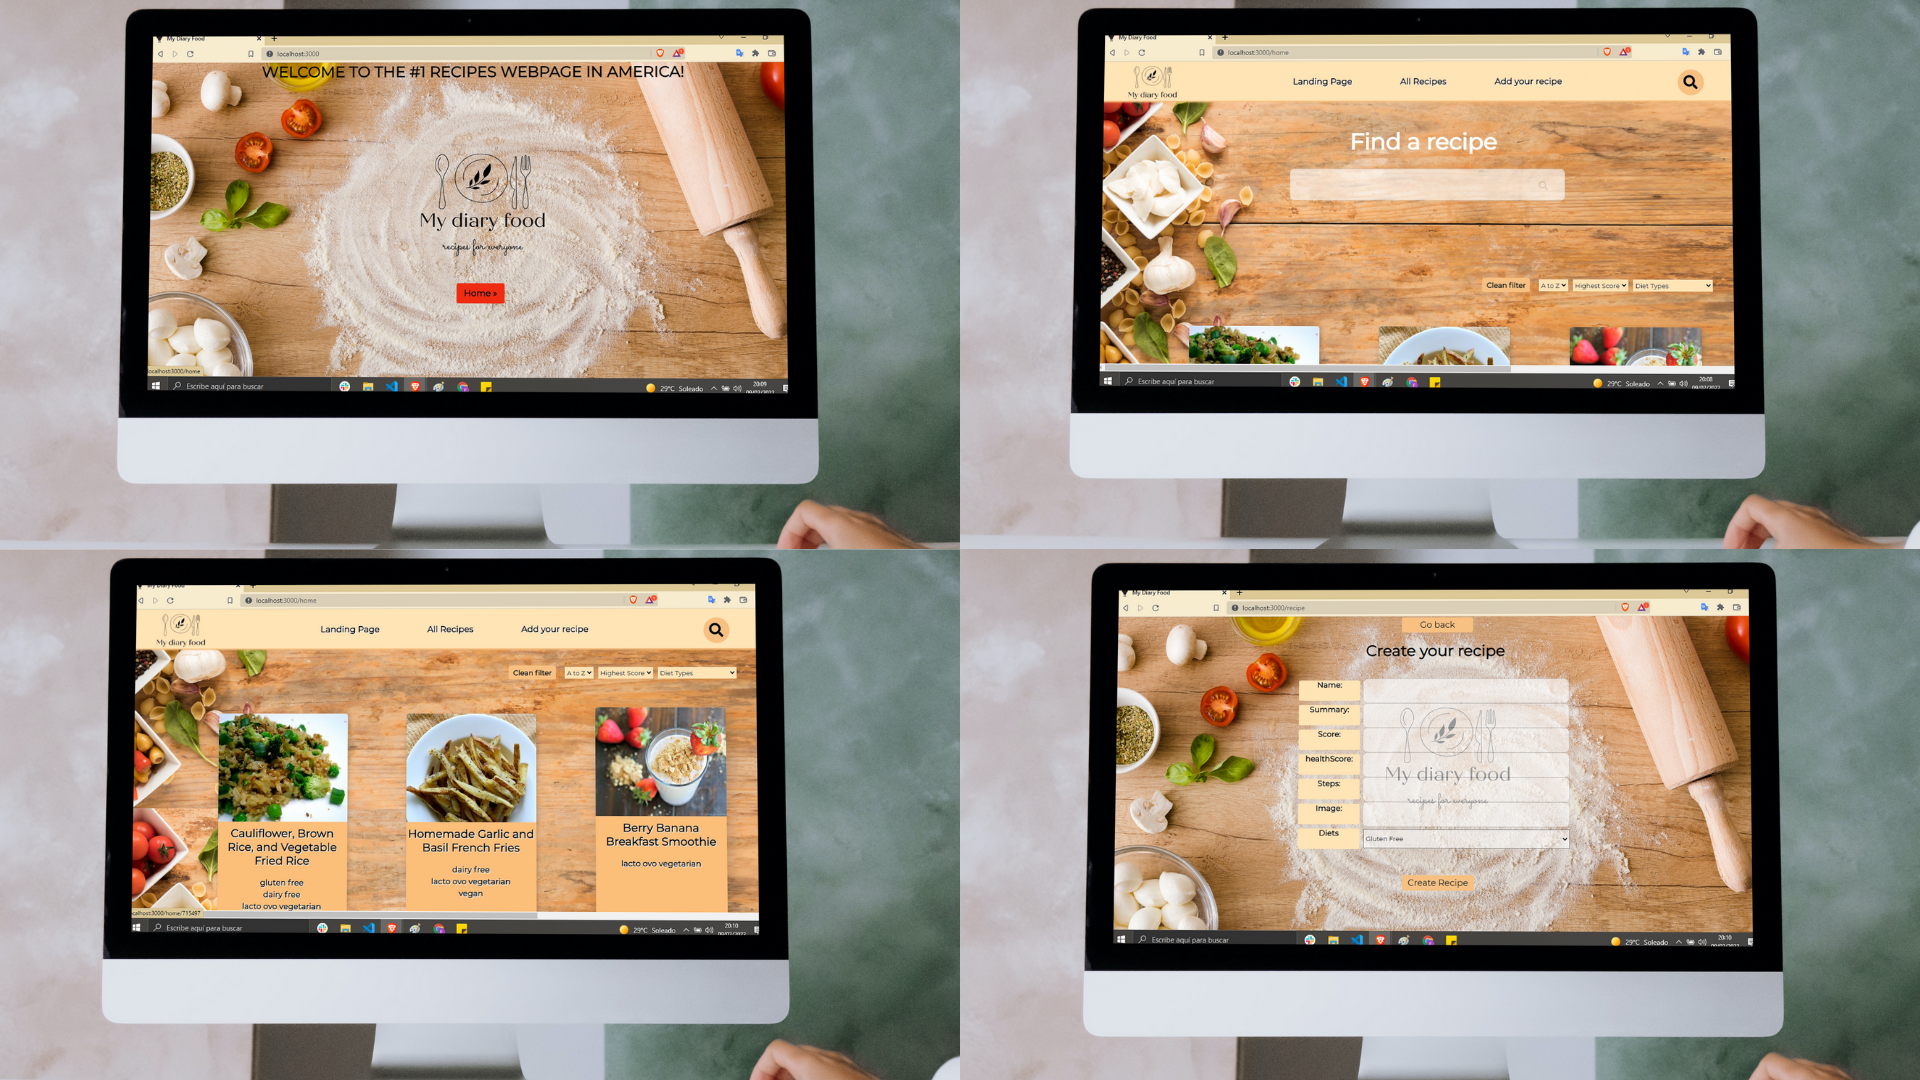 My Diary Food
localhost:3000
WELCOME TO THE #1 RECIPES WEBPAGE IN AMERICA!
My diary food
recipes for everyone
Home »
localhost:3000/home
Escribe aquí para buscar
29°C Soleado
20:09
My Diary Food
localhost:3000/home
My diary food
Landing Page
All Recipes
Add your recipe
Find a recipe
Clean filter
A to Z
Highest Score
Diet Types
Escribe aquí para buscar
29°C Soleado
20:08
My Diary Food
localhost:3000/home
My diary food
Landing Page
All Recipes
Add your recipe
Clean filter
A to Z
Highest Score
Diet Types
Cauliflower, Brown
Rice, and Vegetable
Fried Rice
gluten free
dairy free
lacto ovo vegetarian
Homemade Garlic and
Basil French Fries
dairy free
lacto ovo vegetarian
vegan
Berry Banana
Breakfast Smoothie
lacto ovo vegetarian
localhost:3000/home/715497
Escribe aquí para buscar
29°C Soleado
20:10
My Diary Food
localhost:3000/recipe
Go back
Create your recipe
Name:
Summary:
Score:
healthScore:
Steps:
Image:
Diets
Gluten Free
My diary food
recipes for everyone
Create Recipe
Escribe aquí para buscar
29°C Soleado
20:10